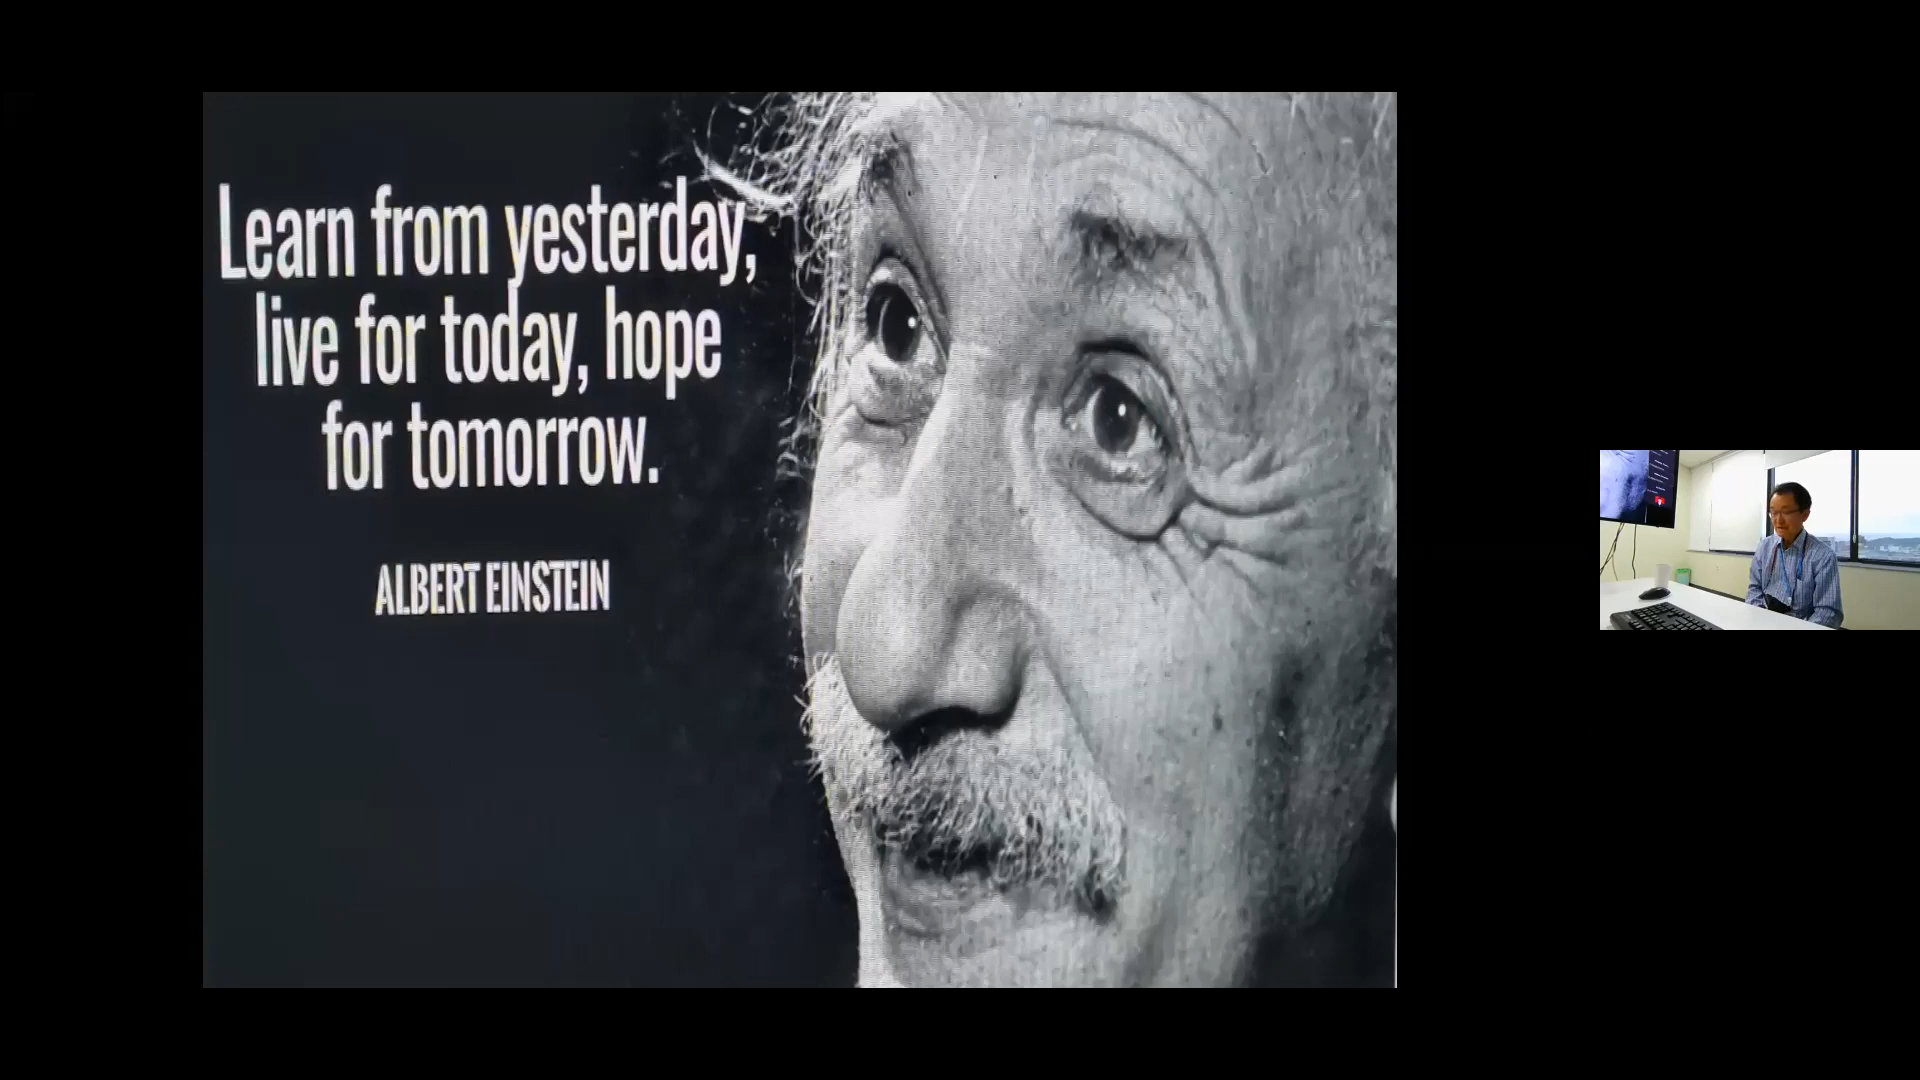 Learn from yesterday,
live for today, hope
for tomorrow.
ALBERT EINSTEIN